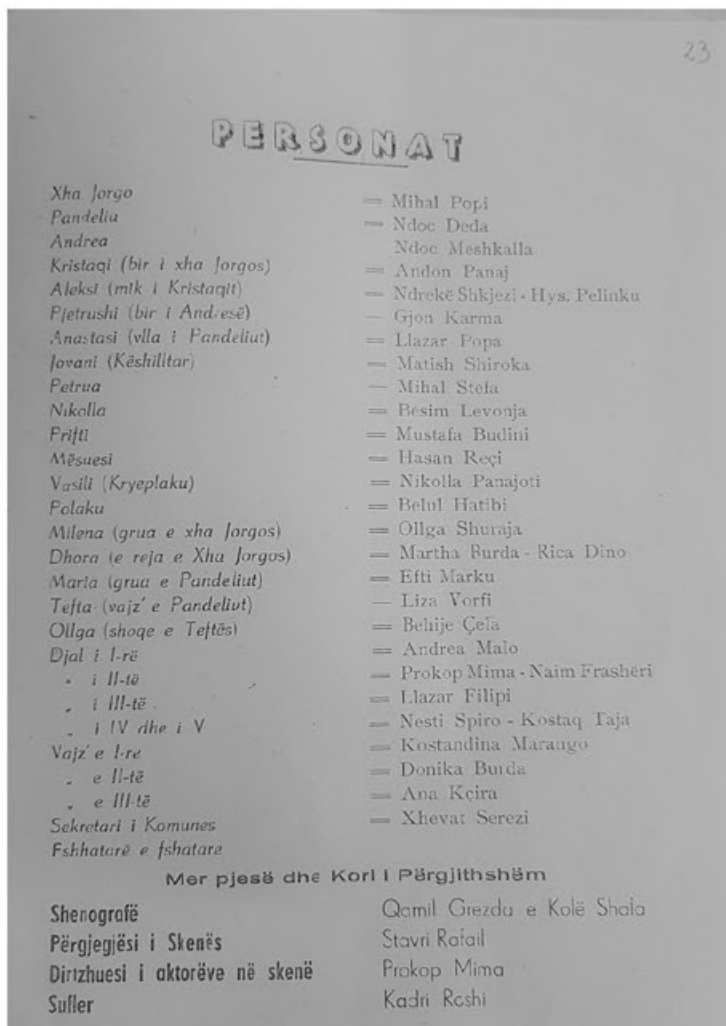 23
PERSONAT
Xha Jorgo = Mihal Popi
Pandeliu = Ndoc Deda
Andrea Ndoc Meshkalla
Kristaqi (bir i xha Jorgos) = Andon Panaj
Aleksi (mik i Kristaqit) = Ndrekë Shkjezi - Hys. Pelinku
Pjetrushi (bir i Andresë) — Gjon Karma
Anastasi (vlla i Pandeliut) = Llazar Popa
Jovani (Këshilltar) = Matish Shiroka
Petrua — Mihal Stefa
Nikolla = Besim Levonja
Prifti = Mustafa Budini
Mësuesi = Hasan Reçi
Vasili (Kryeplaku) = Nikolla Panajoti
Polaku = Belul Hatibi
Milena (grua e xha Jorgos) = Ollga Shuraja
Dhora (e reja e Xha Jorgos) = Martha Burda - Rica Dino
Maria (grua e Pandeliut) = Efti Marku
Tefta (vajz' e Pandeliut) — Liza Vorfi
Ollga (shoqe e Teftës) = Behije Çela
Djal i I-rë = Andrea Malo
" i II-të = Prokop Mima - Naim Frashëri
" i III-të = Llazar Filipi
" i IV dhe i V = Nesti Spiro - Kostaq Taja
Vajz' e I-re = Kostandina Marango
" e II-të = Donika Burda
" e III-të = Ana Kçira
Sekretari i Komunes = Xhevat Serezi
Fshhatarë e fshatare
Mer pjesë dhe Kori i Përgjithshëm
Shenografë Qamil Grezda e Kolë Shala
Përgjegjësi i Skenës Stavri Rafail
Dirizhuesi i aktorëve në skenë Prokop Mima
Sufler Kadri Roshi